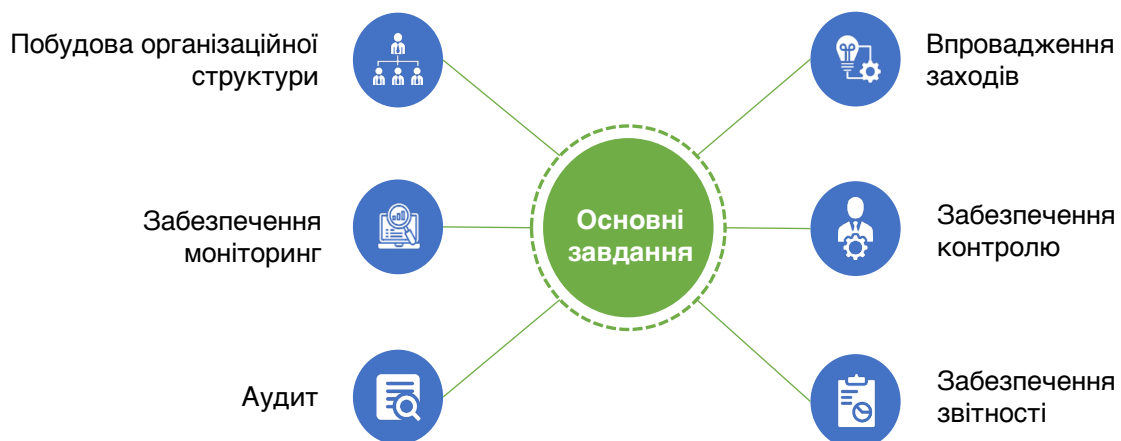 Побудова організаційної
структури
Впровадження
заходів
Забезпечення
моніторинг
Основні
завдання
Забезпечення
контролю
Аудит
Забезпечення
звітності